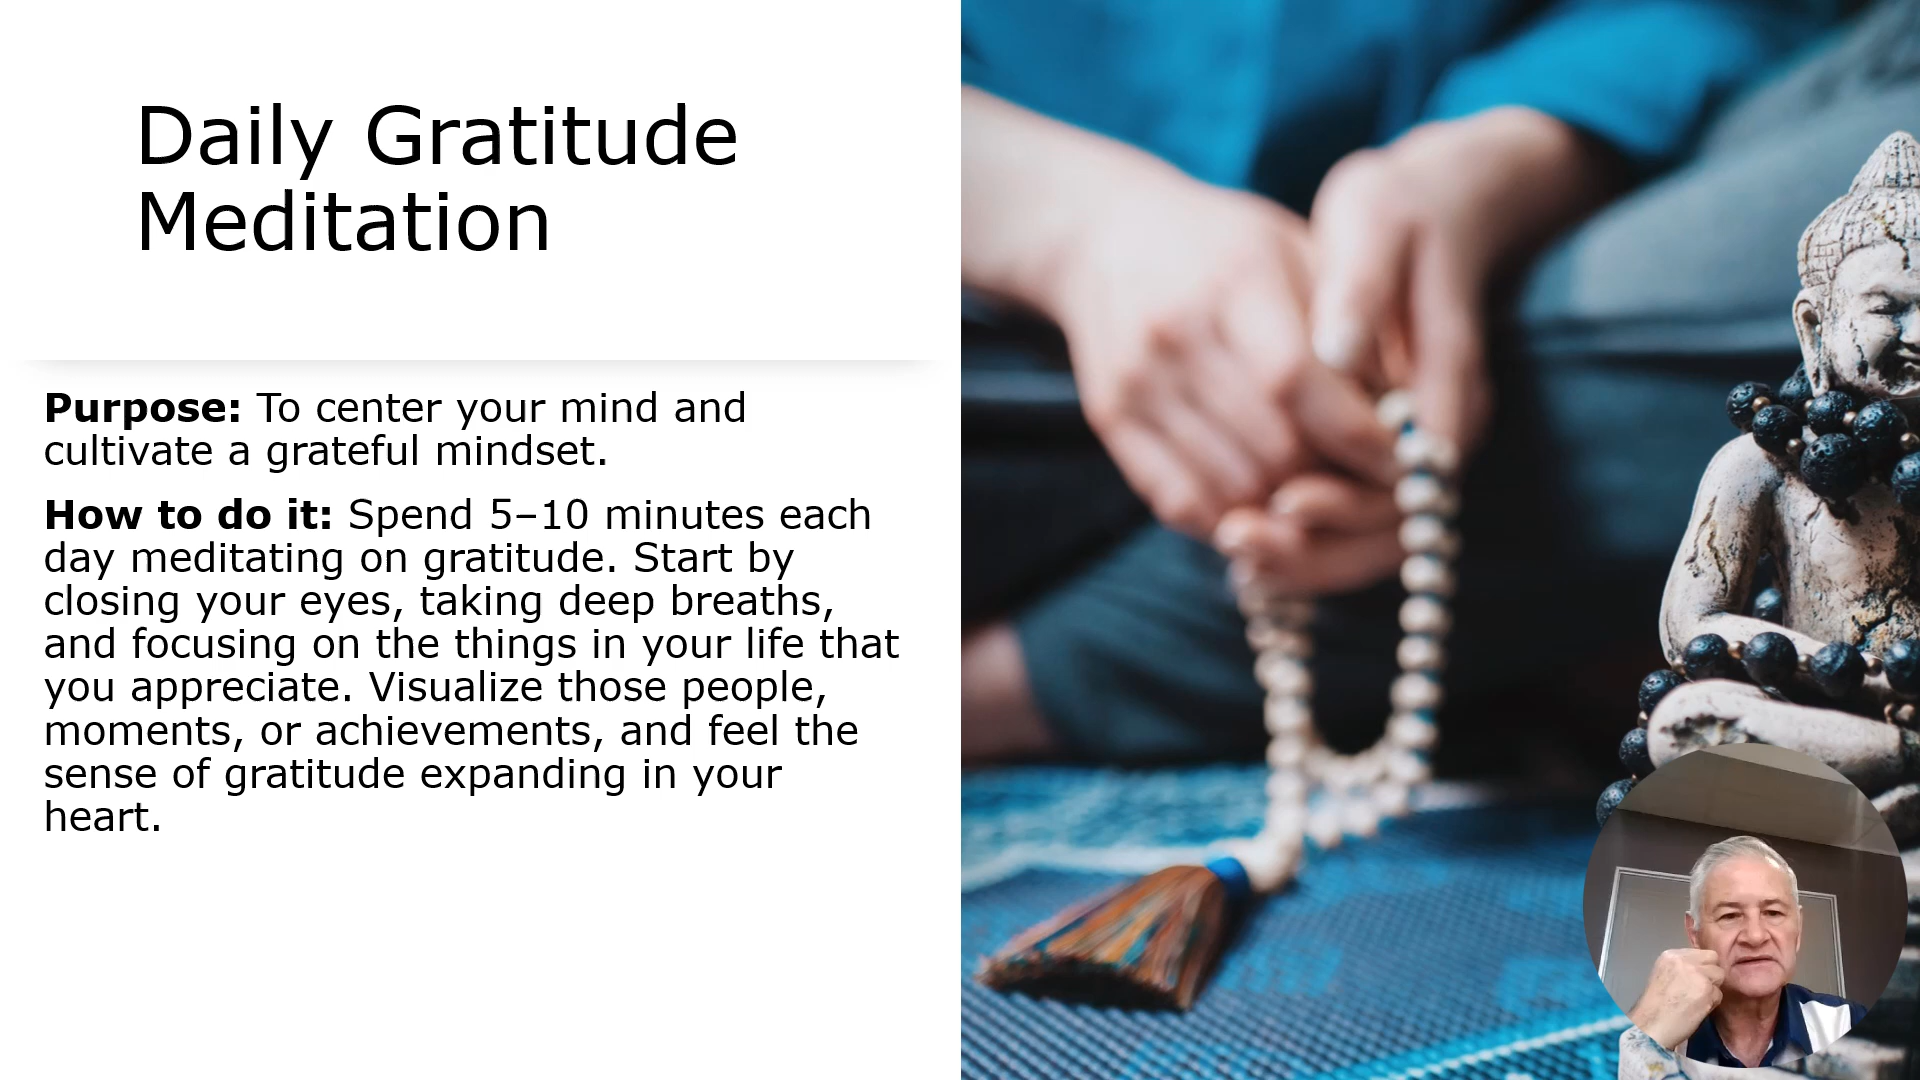 Daily Gratitude
Meditation
Purpose: To center your mind and
cultivate a grateful mindset.
How to do it: Spend 5–10 minutes each
day meditating on gratitude. Start by
closing your eyes, taking deep breaths,
and focusing on the things in your life that
you appreciate. Visualize those people,
moments, or achievements, and feel the
sense of gratitude expanding in your
heart.